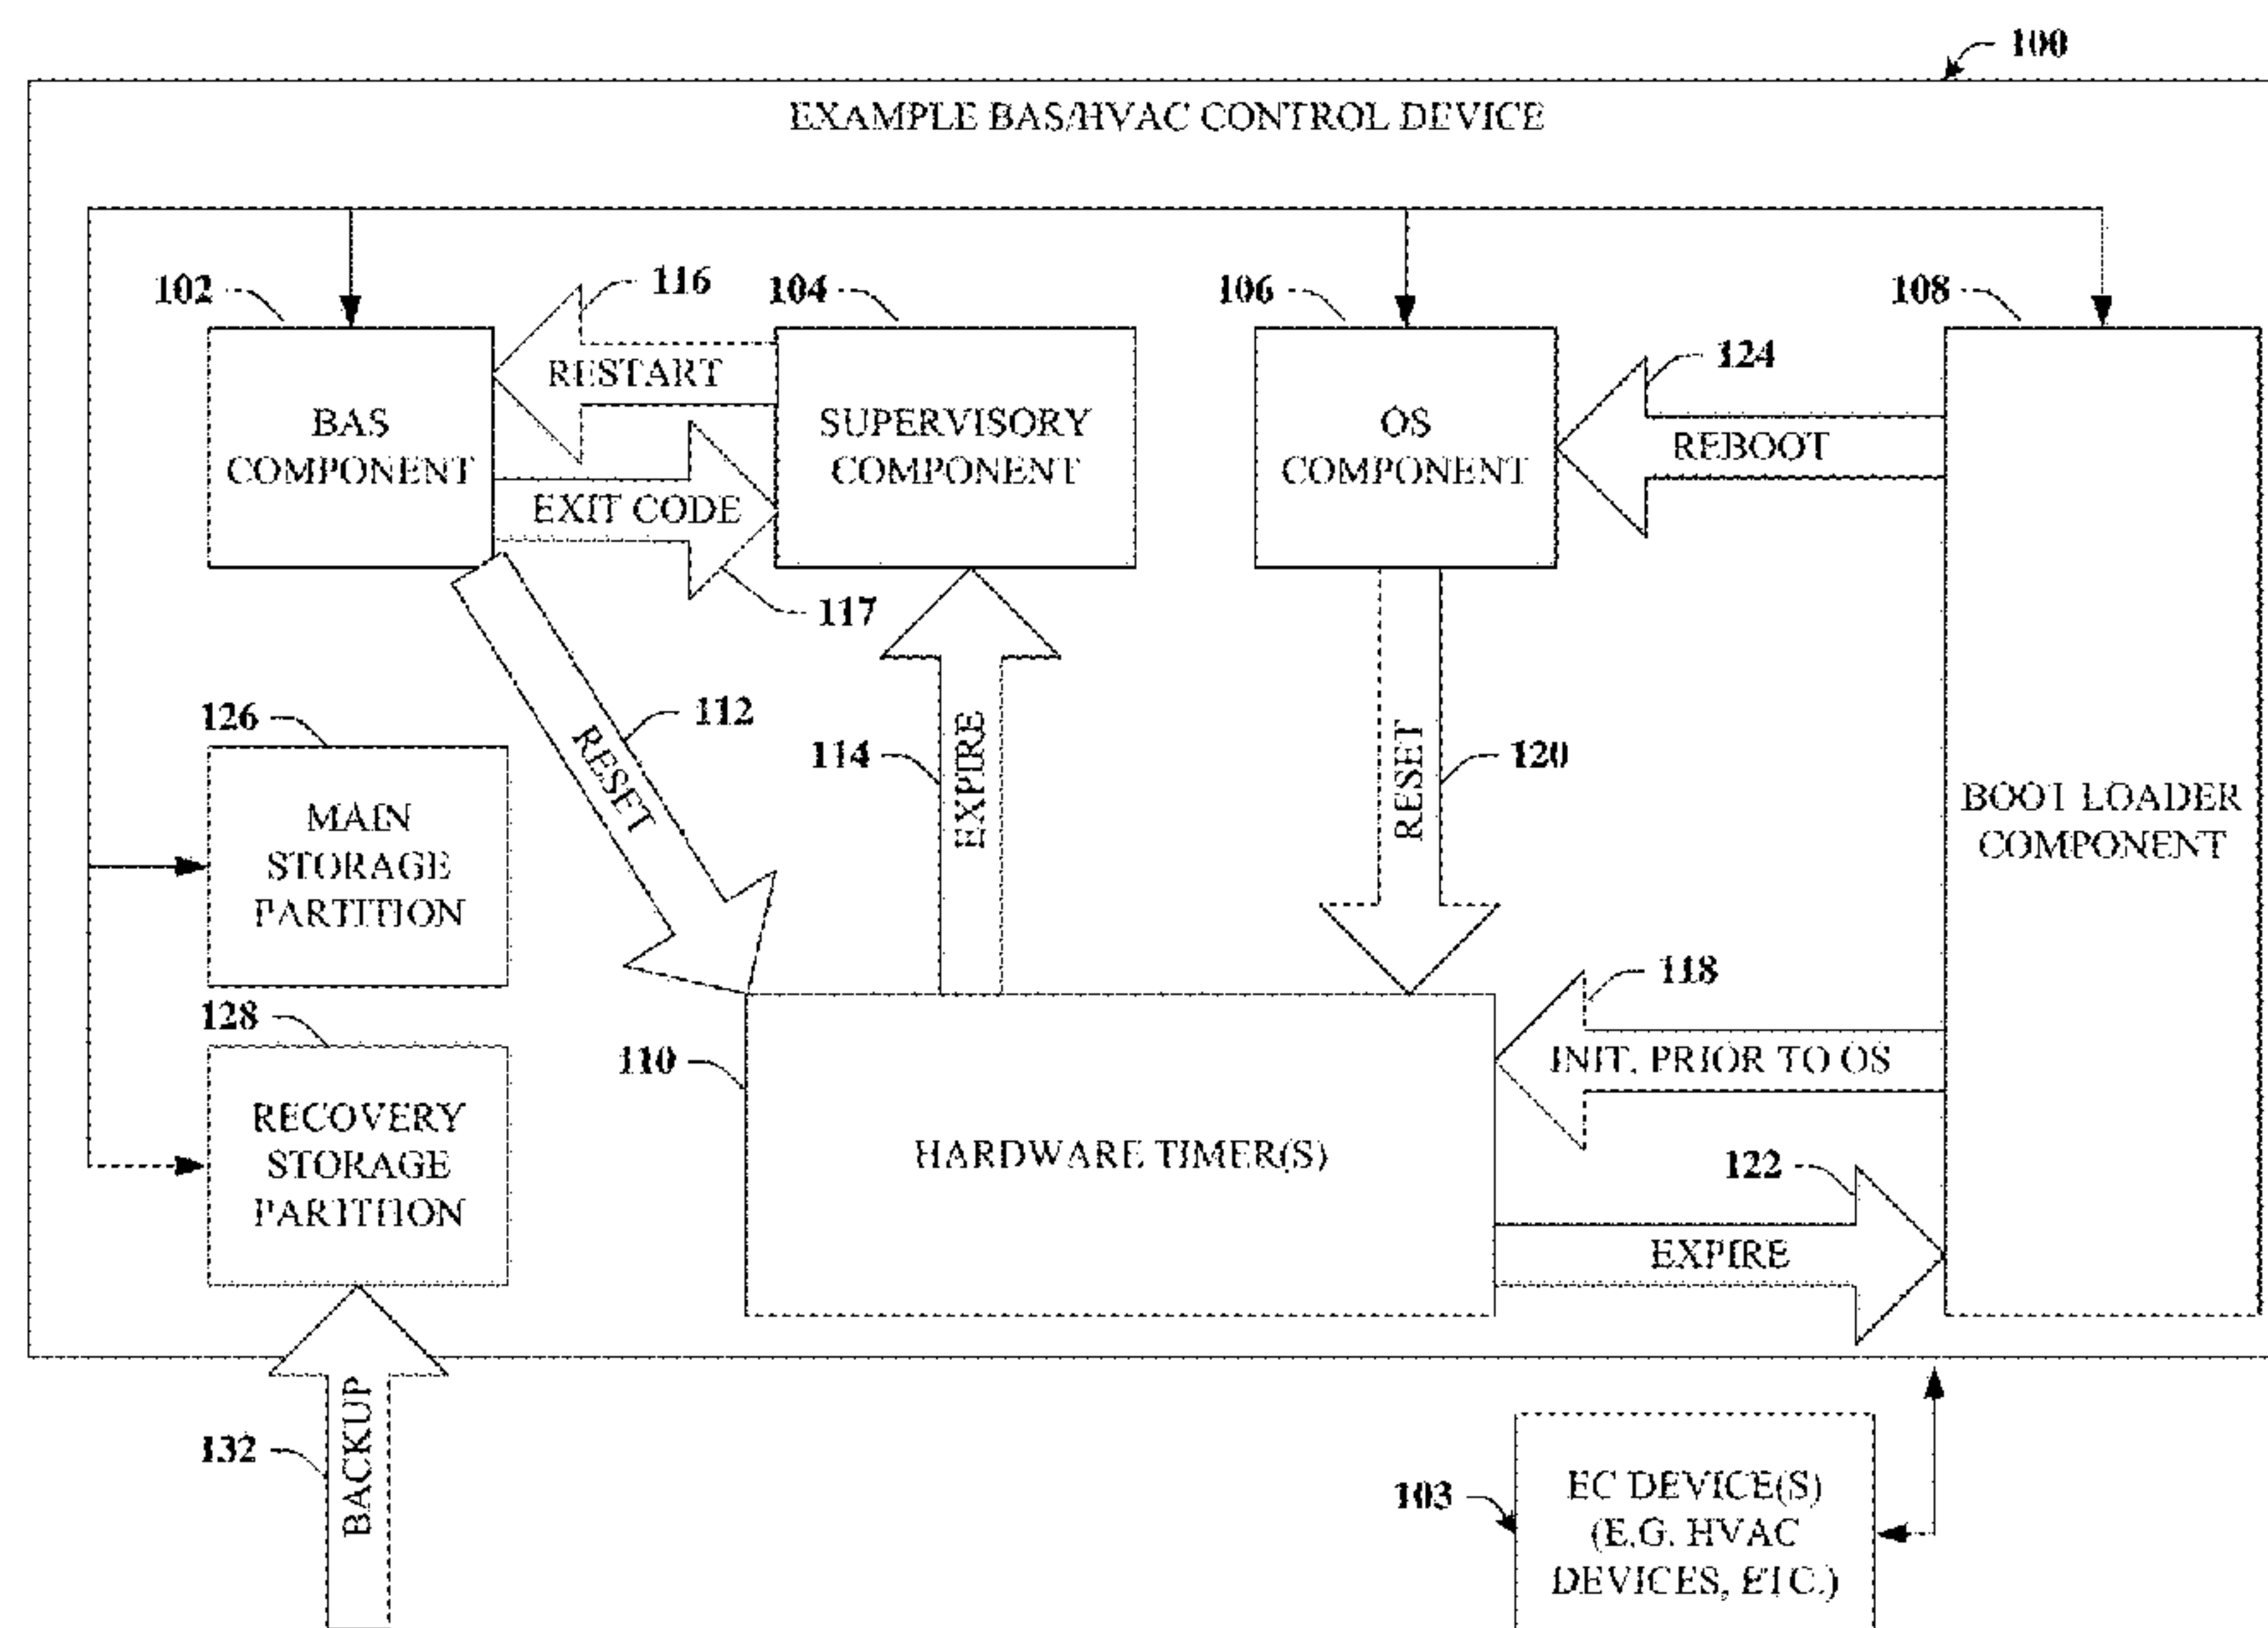 100
EXAMPLE BAS/HVAC CONTROL DEVICE
102
116
104
106
108
124
RESTART
BAS
COMPONENT
SUPERVISORY
COMPONENT
OS
COMPONENT
REBOOT
EXIT CODE
117
126
112
114
EXPIRE
RESET
RESET
120
MAIN
STORAGE
PARTITION
BOOT LOADER
COMPONENT
118
128
110
INIT. PRIOR TO OS
RECOVERY
STORAGE
PARTITION
HARDWARE TIMER(S)
122
EXPIRE
132
BACKUP
103
EC DEVICE(S)
(E.G. HVAC
DEVICES, ETC.)